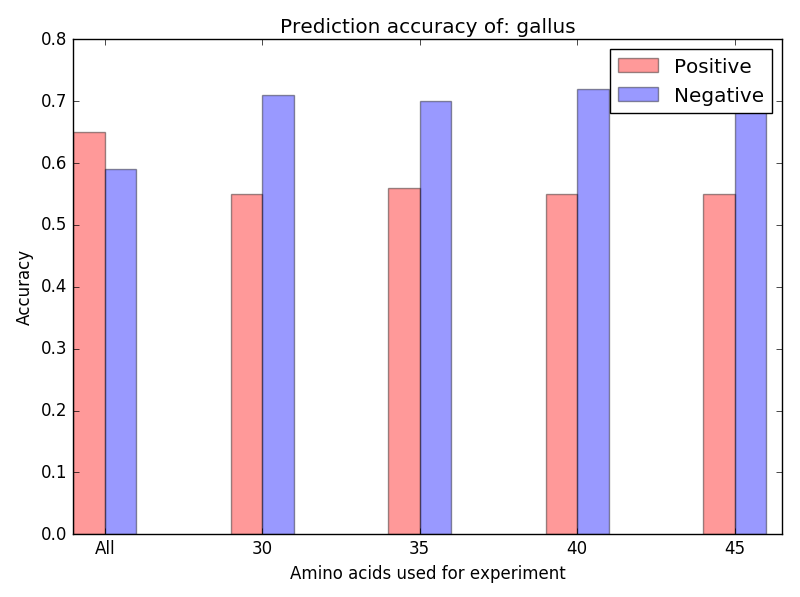 Prediction accuracy of: gallus
Positive
Negative
Accuracy
0.8
0.7
0.6
0.5
0.4
0.3
0.2
0.1
0.0
All 30 35 40 45
Amino acids used for experiment